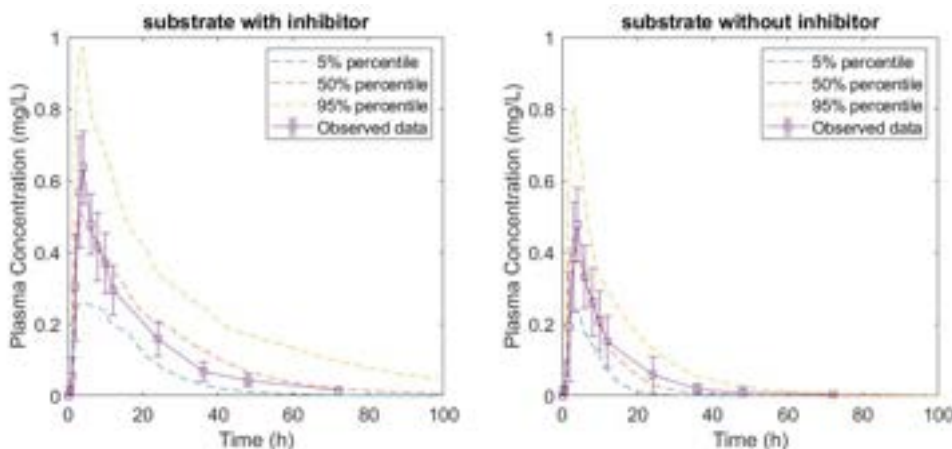 substrate with inhibitor
1
0.8
0.6
0.4
0.2
0
Plasma Concentration (mg/L)
5% percentile
50% percentile
95% percentile
Observed data
0 20 40 60 80 100
Time (h)
substrate without inhibitor
1
0.8
0.6
0.4
0.2
0
Plasma Concentration (mg/L)
5% percentile
50% percentile
95% percentile
Observed data
0 20 40 60 80 100
Time (h)